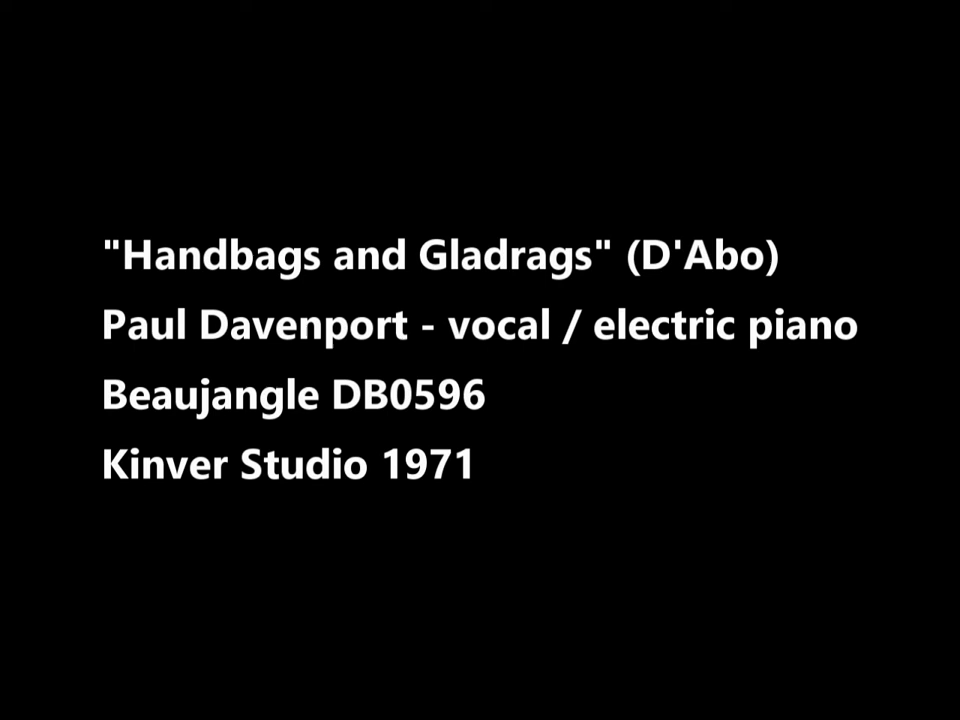 "Handbags and Gladrags" (D'Abo)
Paul Davenport - vocal / electric piano
Beaujangle DB0596
Kinver Studio 1971